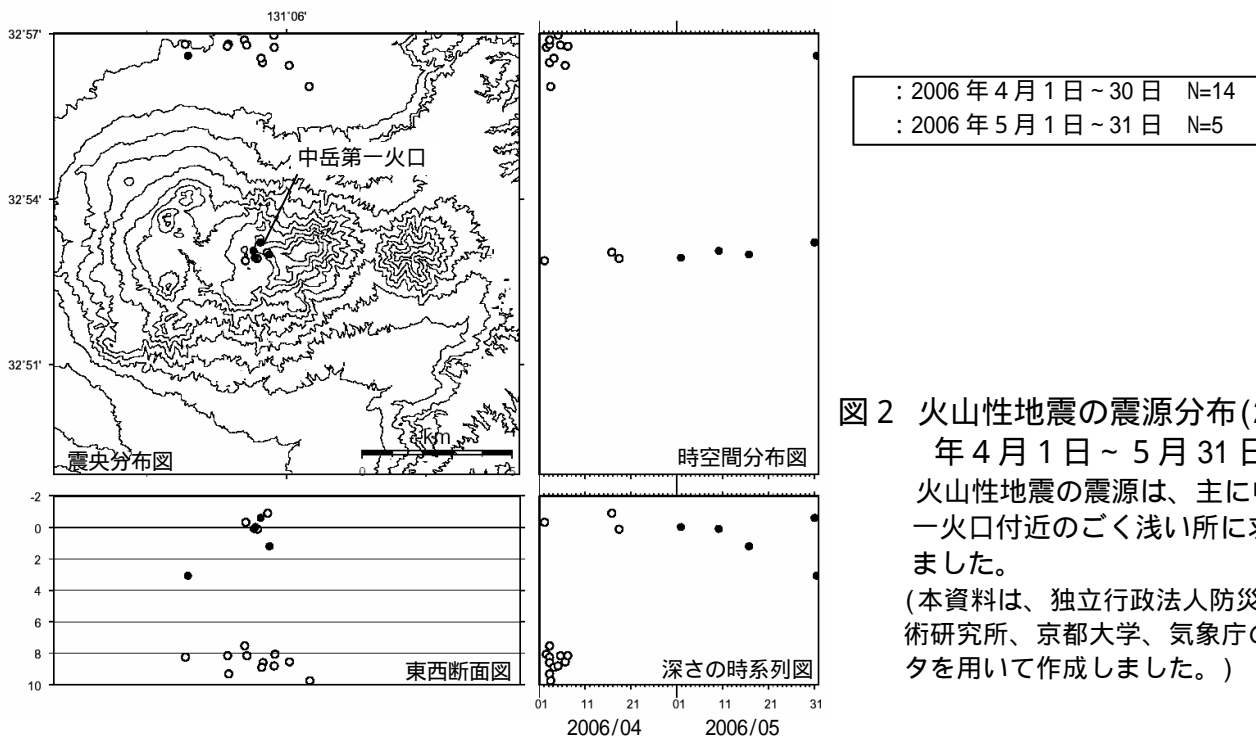 131°06'
32°57'
中岳第一火口
32°54'
32°51'
km
震央分布図
時空間分布図
: 2006 年 4 月 1 日 ~ 30 日 N=14
: 2006 年 5 月 1 日 ~ 31 日 N=5
-2
0
2
4
6
8
10
東西断面図
深さの時系列図
01 11 21 01 11 21 31
2006/04 2006/05
図 2 火山性地震の震源分布(
年 4 月 1 日 ~ 5 月 31 日
火山性地震の震源は、主に
一火口付近のごく浅い所に
ました。
(本資料は、独立行政法人防災
術研究所、京都大学、気象庁の
タを用いて作成しました。)